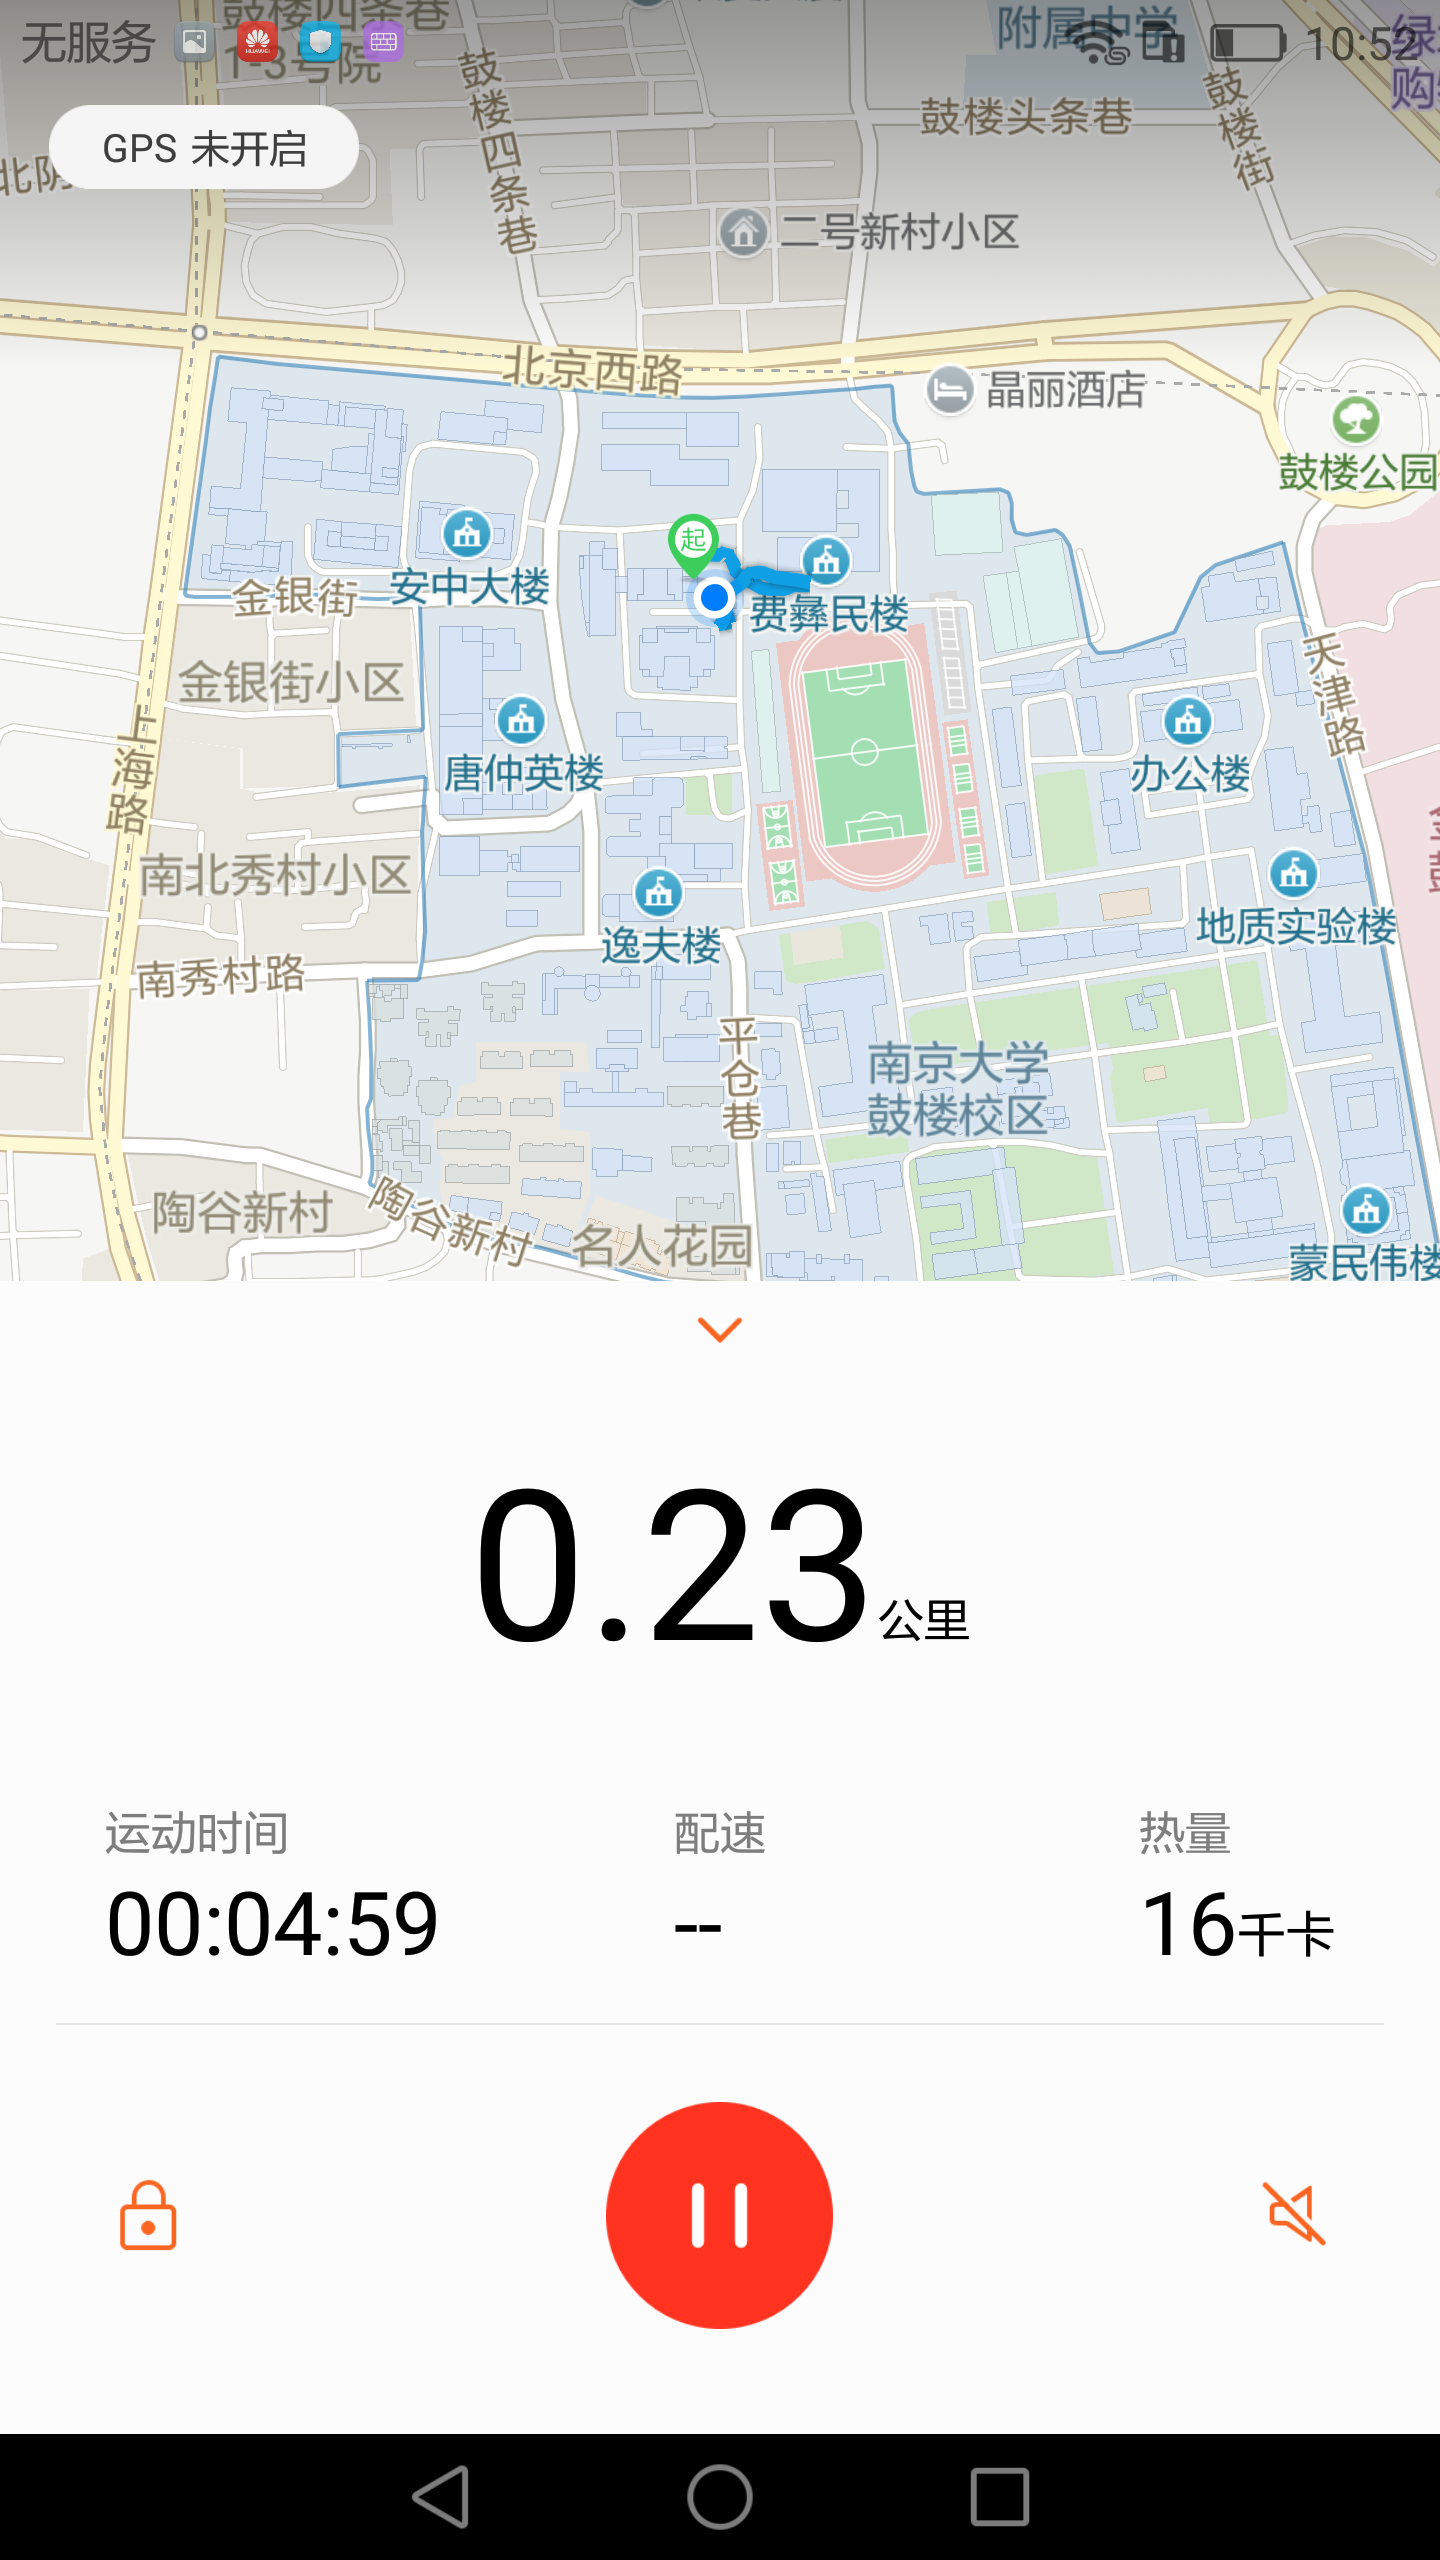 无服务
HUAWEI
10:52
鼓楼四条巷
1-3号院
附属中学
GPS 未开启
鼓楼四条巷
鼓楼头条巷
鼓楼街
二号新村小区
北京西路
晶丽酒店
鼓楼公园
起
安中大楼
金银街
费彝民楼
金银街小区
天津路
上海路
唐仲英楼
办公楼
南北秀村小区
地质实验楼
逸夫楼
南秀村路
平仓巷
南京大学
鼓楼校区
陶谷新村
陶谷新村
名人花园
蒙民伟楼
0.23公里
运动时间
配速
热量
00:04:59
--
16千卡